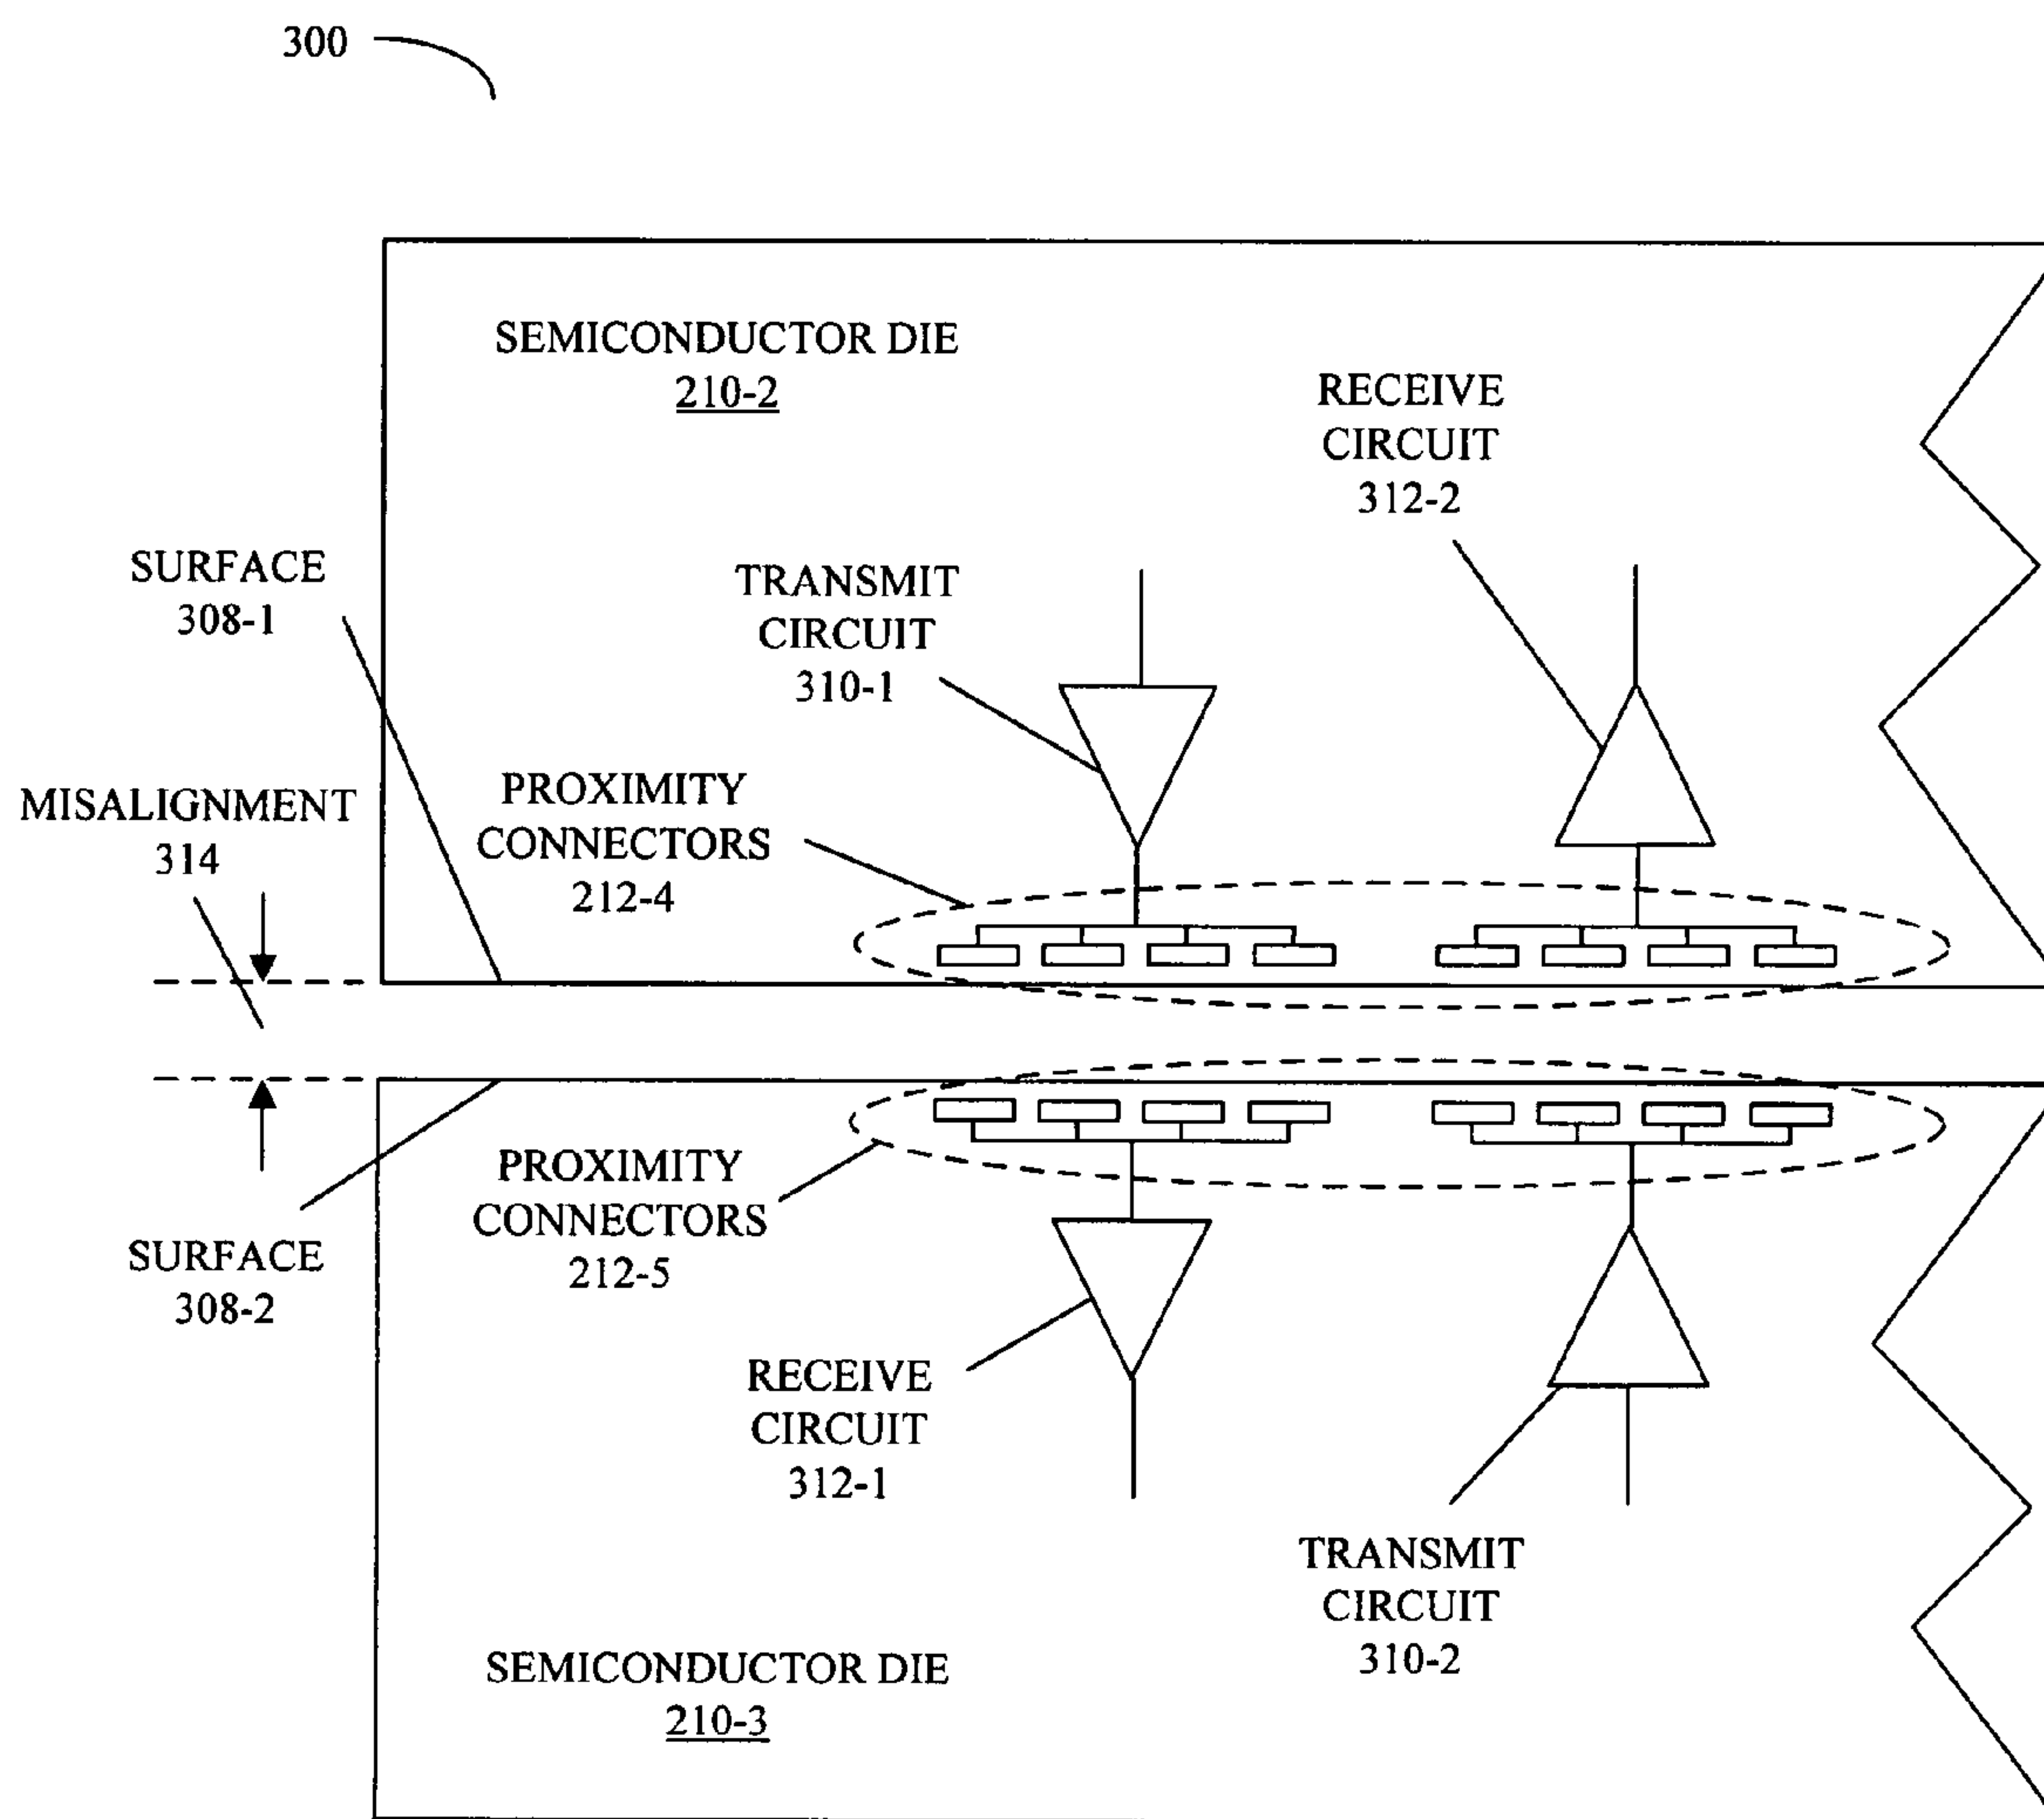 300
SEMICONDUCTOR DIE
210-2
RECEIVE
CIRCUIT
312-2
SURFACE
308-1
TRANSMIT
CIRCUIT
310-1
MISALIGNMENT
314
PROXIMITY
CONNECTORS
212-4
PROXIMITY
CONNECTORS
212-5
SURFACE
308-2
RECEIVE
CIRCUIT
312-1
TRANSMIT
CIRCUIT
310-2
SEMICONDUCTOR DIE
210-3